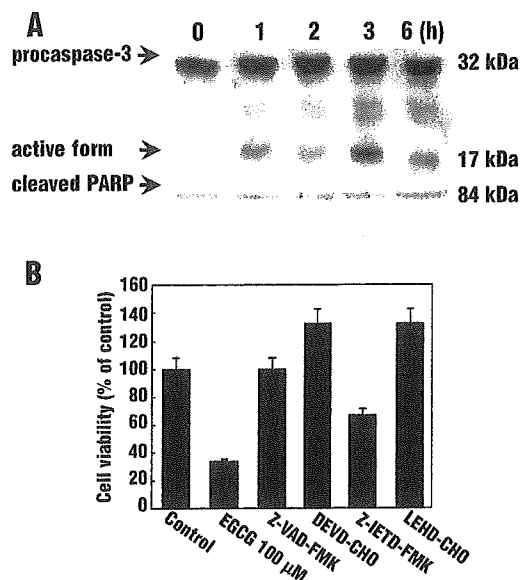 A
0 1 2 3 6 (h)
procaspase-3 32 kDa
active form 17 kDa
cleaved PARP 84 kDa
B
Cell viability (% of control)
160
140
120
100
80
60
40
20
0
Control
EGCG 100 µM
Z-VAD-FMK
DEVD-CHO
Z-IETD-FMK
LEHD-CHO